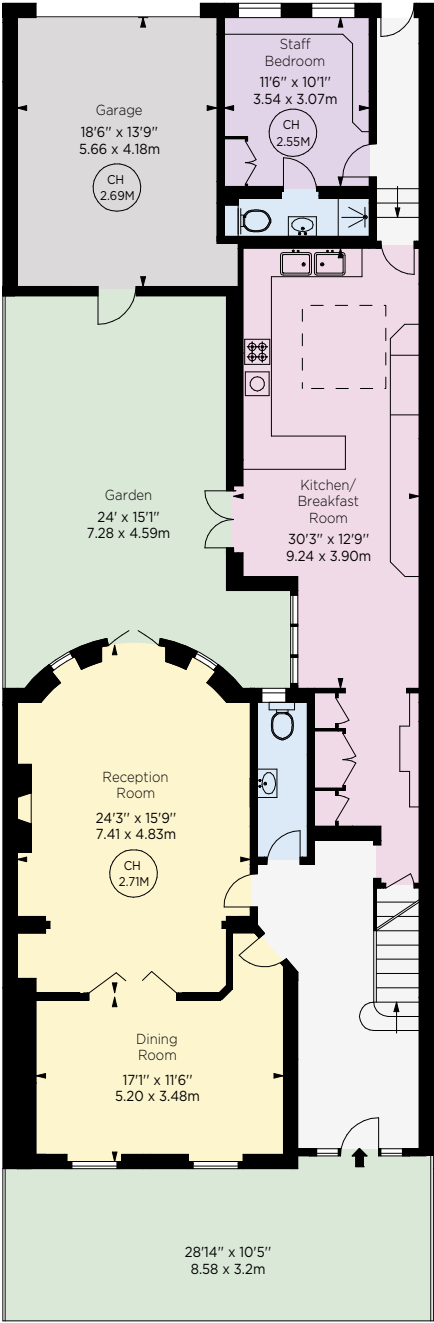 Staff
Bedroom
11'6" x 10'1"
3.54 x 3.07m
CH
2.55M
Garage
18'6" x 13'9"
5.66 x 4.18m
CH
2.69M
Garden
24' x 15'1"
7.28 x 4.59m
Kitchen/
Breakfast
Room
30'3" x 12'9"
9.24 x 3.90m
Reception
Room
24'3" x 15'9"
7.41 x 4.83m
CH
2.71M
Dining
Room
17'1" x 11'6"
5.20 x 3.48m
28'14" x 10'5"
8.58 x 3.2m